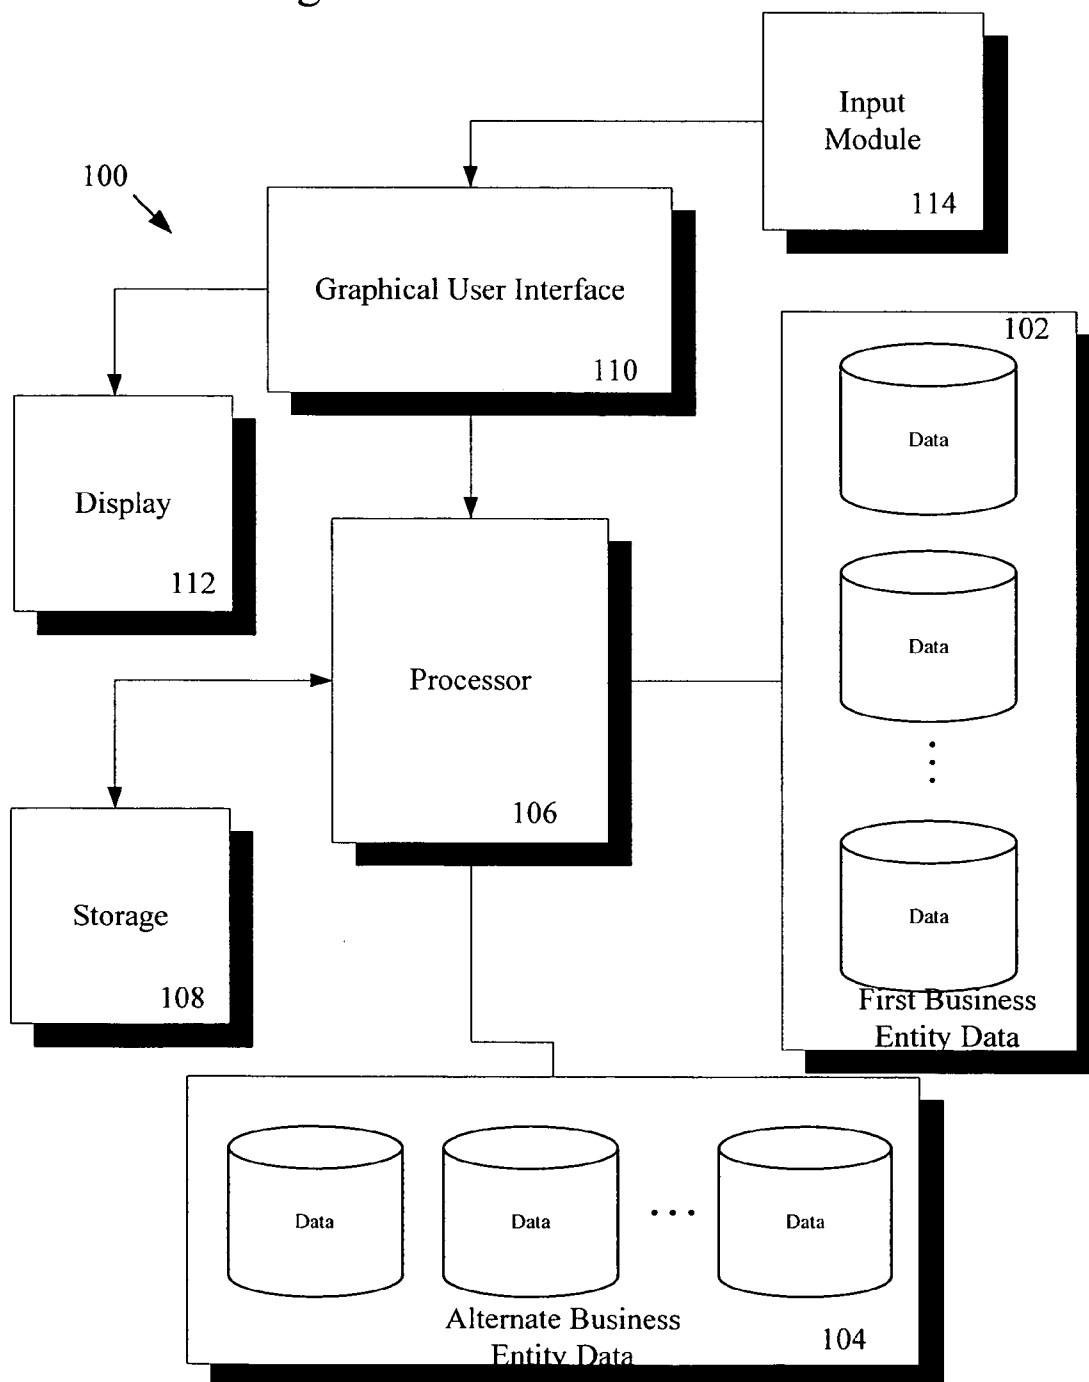 Input
Module
114
100
Graphical User Interface
110
102
Data
Data
Data
First Business
Entity Data
Display
112
Processor
106
Storage
108
Data
Data
Data
Alternate Business
Entity Data
104